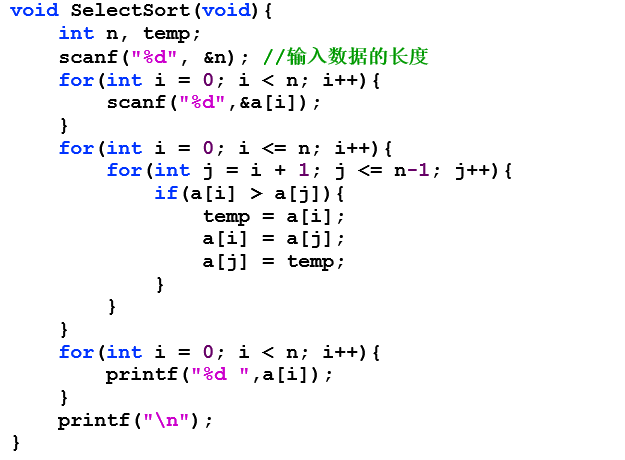 void SelectSort(void){
    int n, temp;
    scanf("%d", &n); //输入数据的长度
    for(int i = 0; i < n; i++){
        scanf("%d",&a[i]);
    }
    for(int i = 0; i <= n; i++){
        for(int j = i + 1; j <= n-1; j++){
            if(a[i] > a[j]){
                temp = a[i];
                a[i] = a[j];
                a[j] = temp;
            }
        }
    }
    for(int i = 0; i < n; i++){
        printf("%d ",a[i]);
    }
    printf("\n");
}